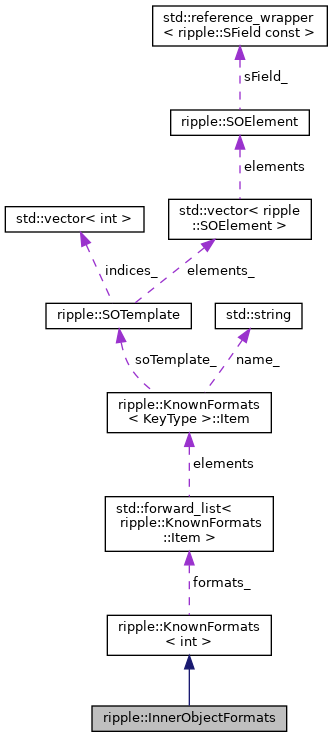 std::reference_wrapper
< ripple::SField const >
sField_
ripple::SOElement
elements
std::vector< int >
std::vector< ripple
::SOElement >
indices_
elements_
ripple::SOTemplate
std::string
soTemplate_
name_
ripple::KnownFormats
< KeyType >::Item
elements
std::forward_list<
ripple::KnownFormats
::Item >
formats_
ripple::KnownFormats
< int >
ripple::InnerObjectFormats